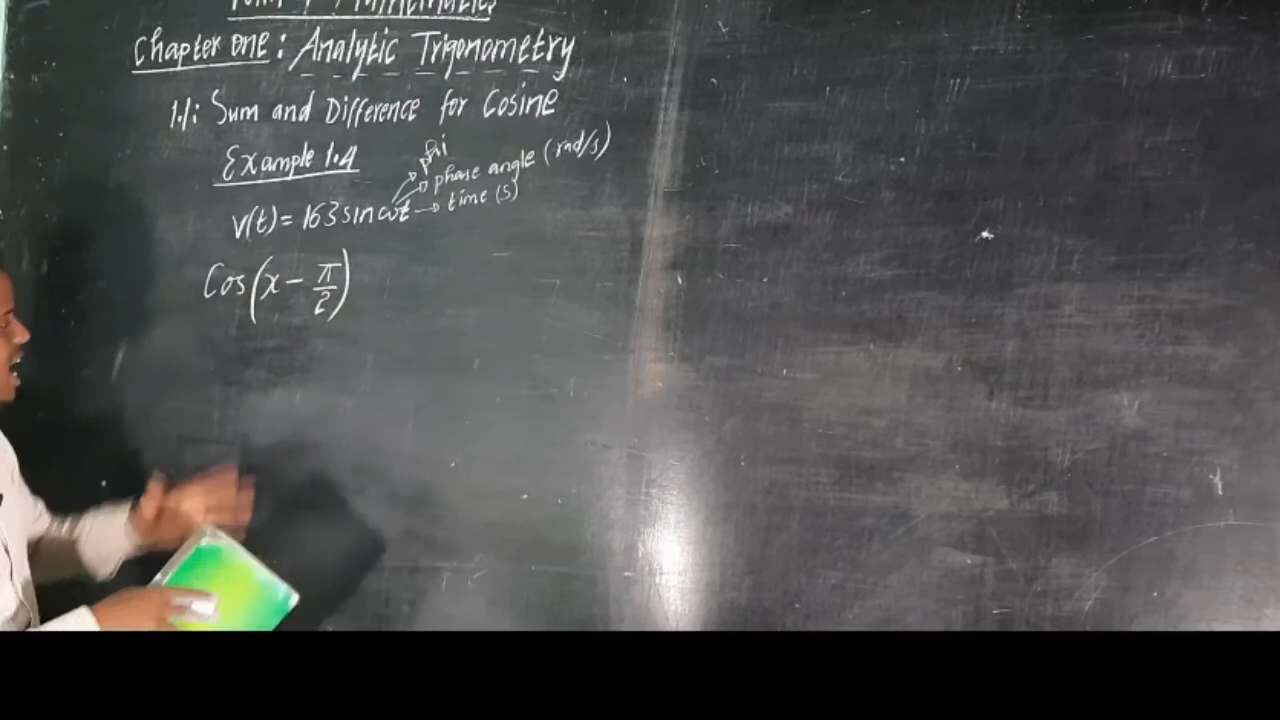 Chapter one: Analytic Trigonometry
1.1: Sum and Difference for Cosine
Example 1.4
phase angle (rad/s)
v(t) = 163 sin ωt → time (s)
Cos(x − π/2)